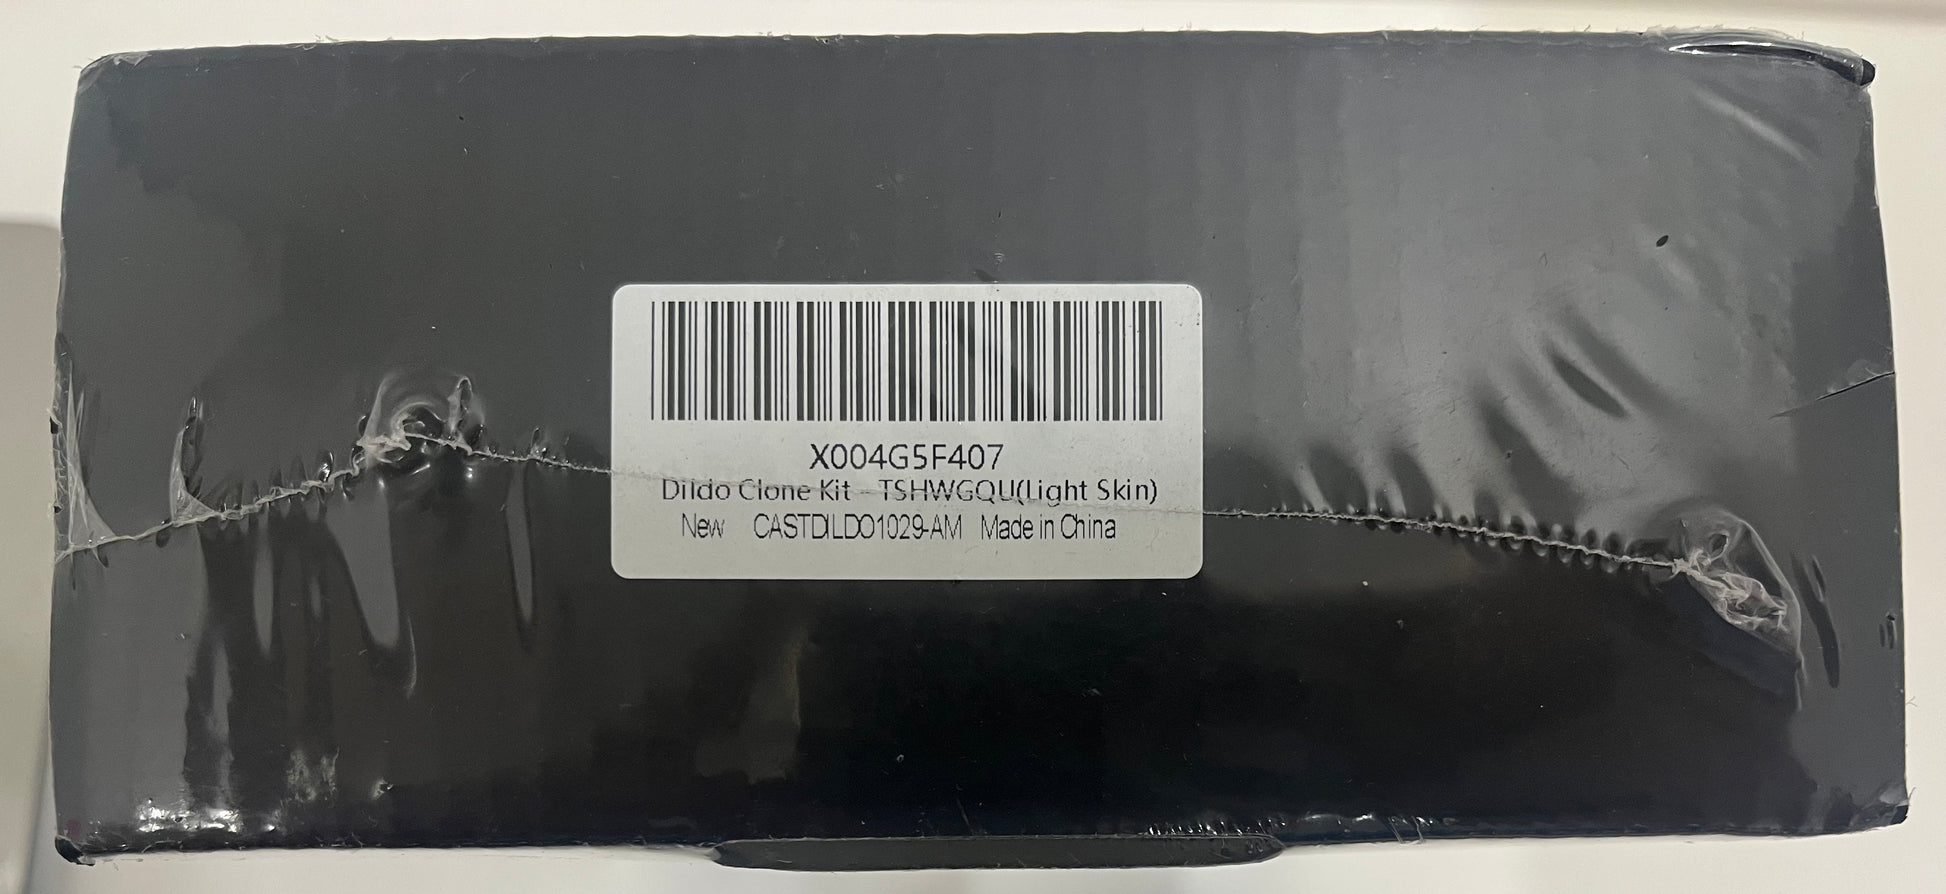 X004G5F407
Dildo Clone Kit - TSHWGQU(Light Skin)
New CASTDILDO1029-AM Made in China